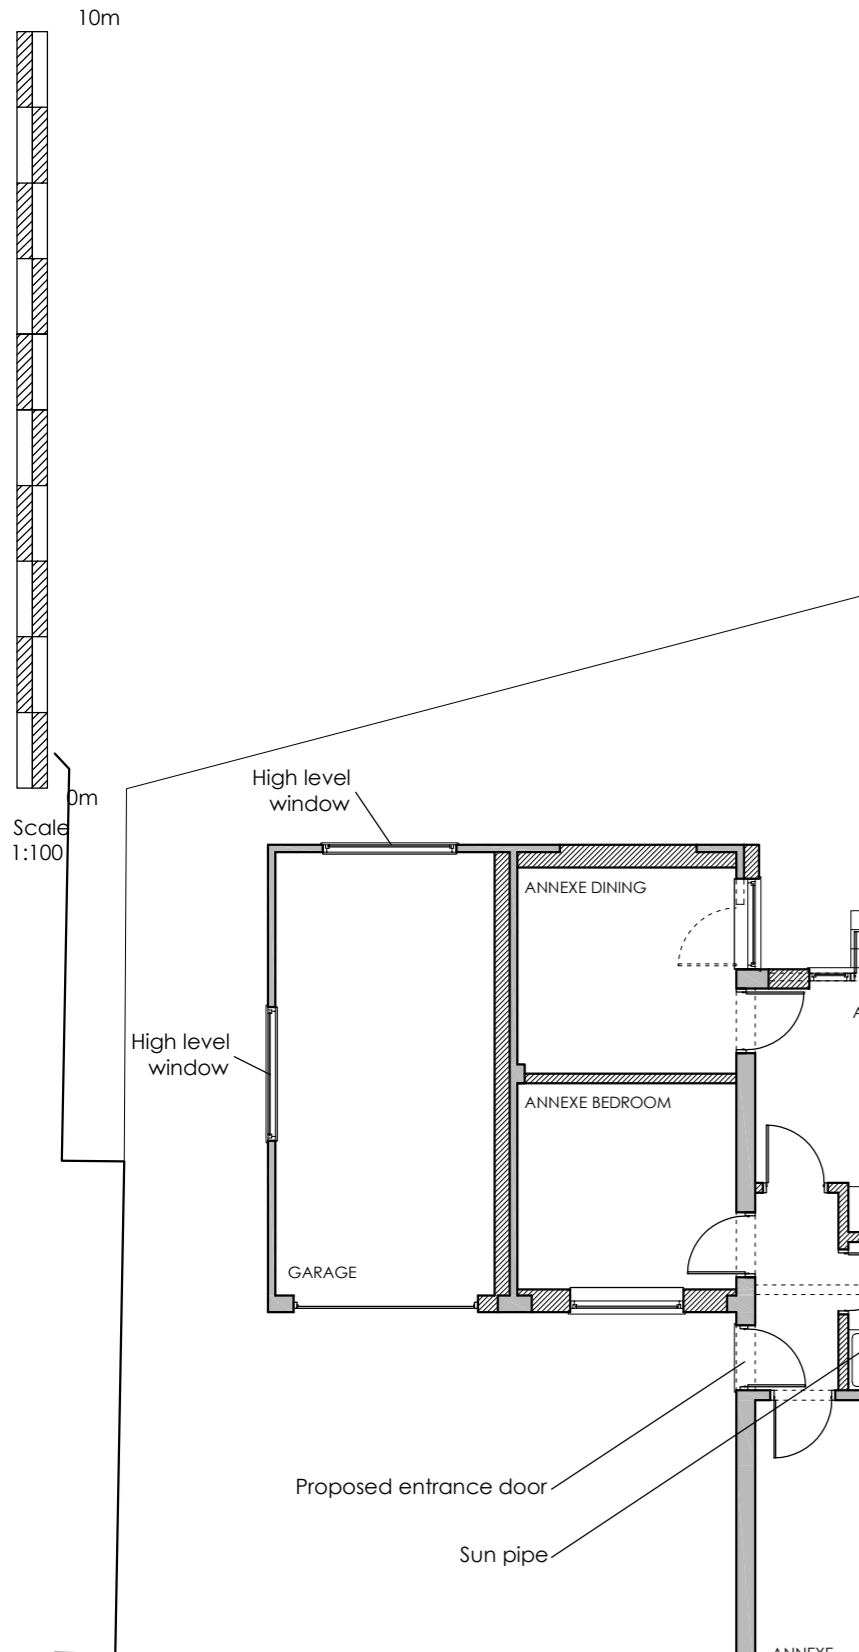 10m
0m
Scale
1:100
High level
window
ANNEXE DINING
High level
window
ANNEXE BEDROOM
GARAGE
Proposed entrance door
Sun pipe
ANNEXE